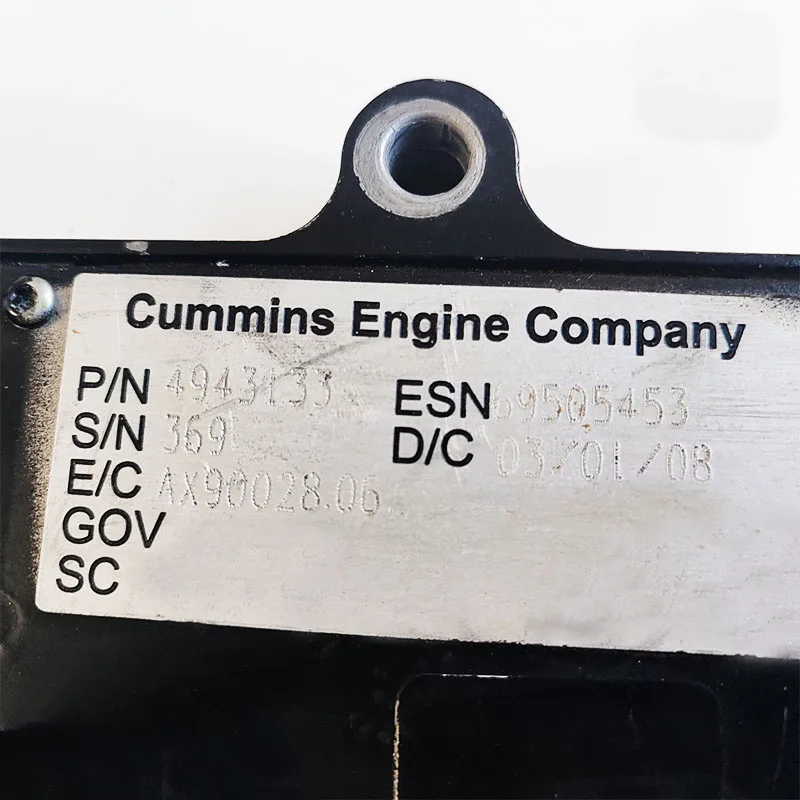 Cummins Engine Company
P/N 4943133 ESN 69505453
S/N 369 D/C 03/01/08
E/C AX90028.06
GOV
SC